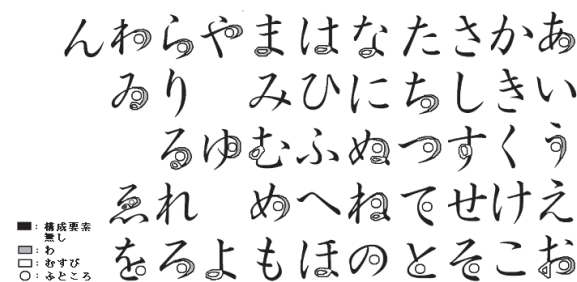 あいうえお
かきくけこ
さしすせそ
たちつてと
なにぬねの
はひふへほ
まみむめも
やゆよ
らりるれろ
わゐゑを
ん
：構成要素
無し
：わ
：むすび
：ふところ